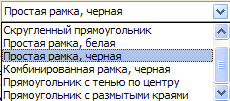 Простая рамка, черная
Скругленный прямоугольник
Простая рамка, белая
Простая рамка, черная
Комбинированная рамка, черная
Прямоугольник с тенью по центру
Прямоугольник с размытыми краями